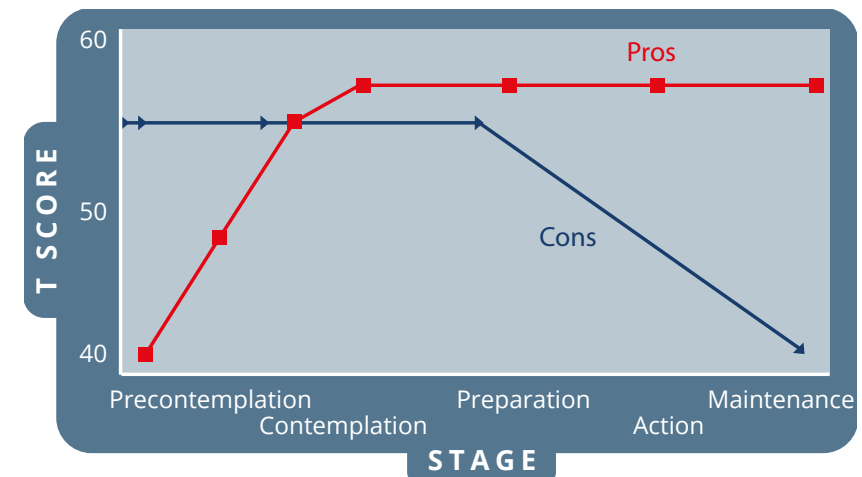 60
Pros
T SCORE
50
Cons
40
Precontemplation
Preparation
Maintenance
Contemplation
Action
STAGE